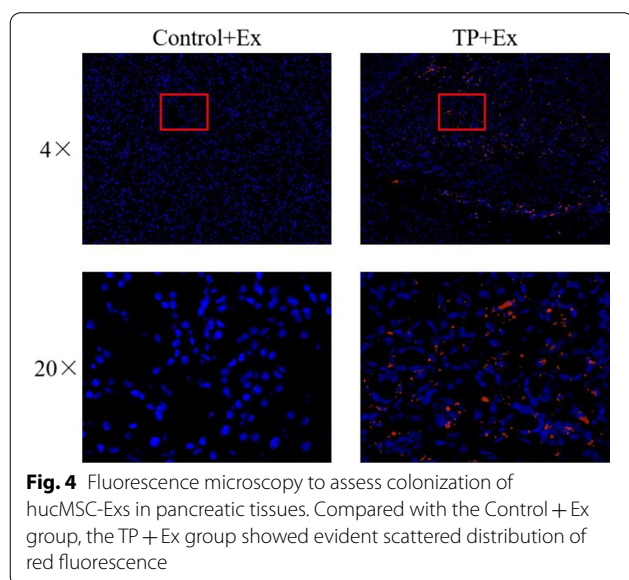 Control+Ex TP+Ex
4×
20×
Fig. 4 Fluorescence microscopy to assess colonization of
hucMSC-Exs in pancreatic tissues. Compared with the Control + Ex
group, the TP + Ex group showed evident scattered distribution of
red fluorescence